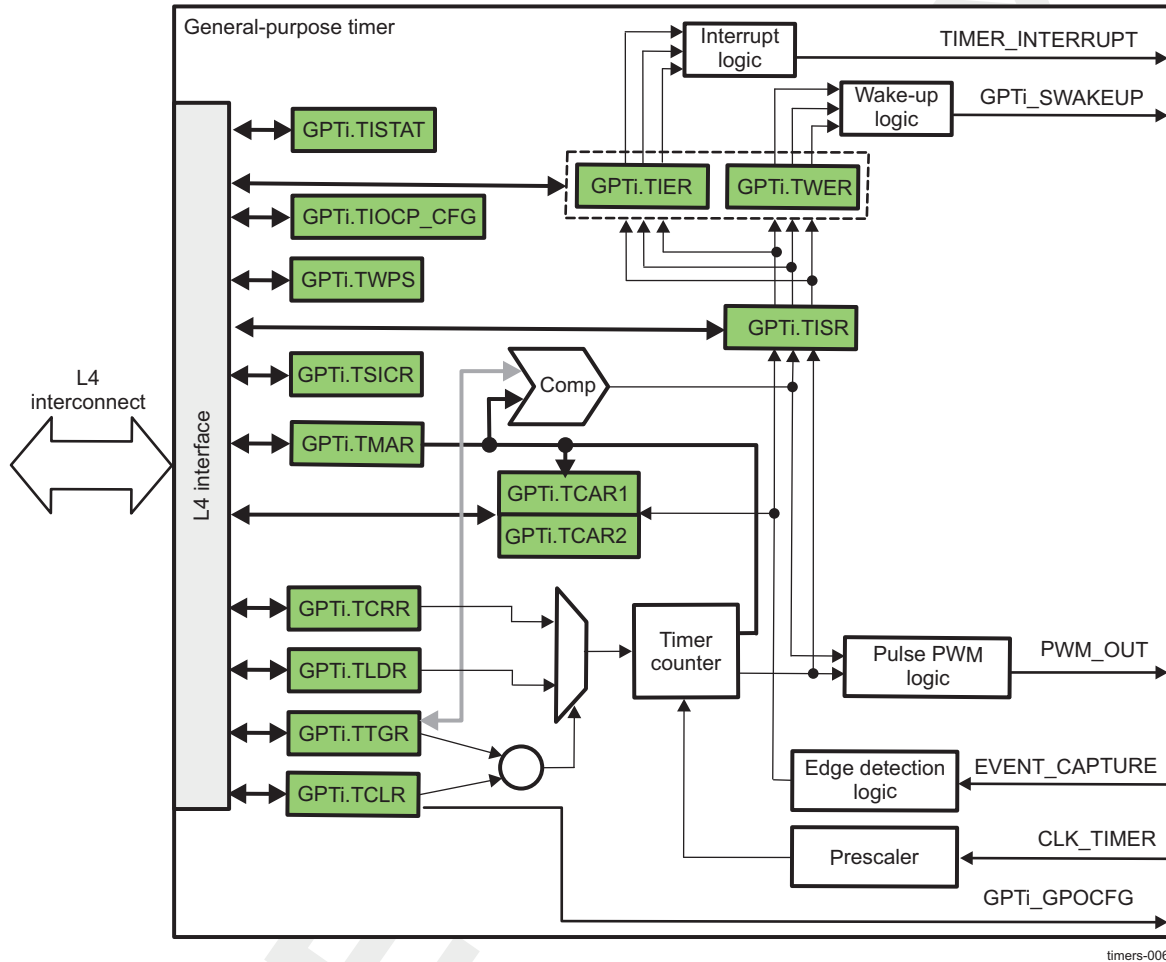 General-purpose timer
Interrupt
logic
TIMER_INTERRUPT
Wake-up
logic
GPTi_SWAKEUP
GPTi.TISTAT
GPTi.TIER
GPTi.TWER
GPTi.TIOCP_CFG
GPTi.TWPS
GPTi.TISR
GPTi.TSICR
Comp
L4
interconnect
L4 interface
GPTi.TMAR
GPTi.TCAR1
GPTi.TCAR2
GPTi.TCRR
Timer
counter
GPTi.TLDR
Pulse PWM
logic
PWM_OUT
GPTi.TTGR
GPTi.TCLR
Edge detection
logic
EVENT_CAPTURE
Prescaler
CLK_TIMER
GPTi_GPOCFG
timers-006